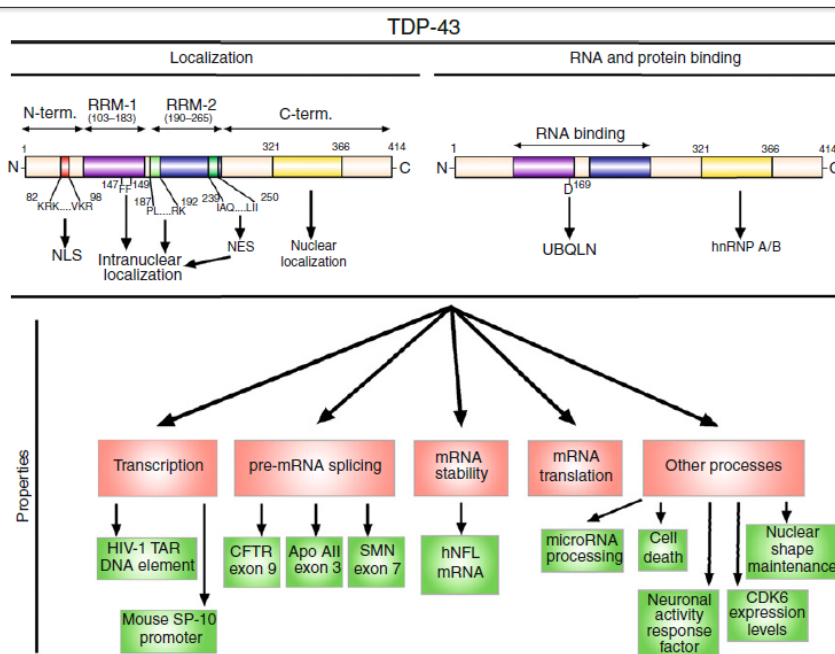 TDP-43
Localization
RNA and protein binding
N-term.
RRM-1
(103–183)
RRM-2
(190–265)
C-term.
1
321
366
414
N
C
82
KRK....VKR
98
147
FF
149
187
PL....RK
192
239
IAQ....LII
250
NLS
Intranuclear
localization
NES
Nuclear
localization
RNA binding
1
321
366
414
N
C
D
169
UBQLN
hnRNP A/B
Properties
Transcription
pre-mRNA splicing
mRNA
stability
mRNA
translation
Other processes
HIV-1 TAR
DNA element
Mouse SP-10
promoter
CFTR
exon 9
Apo AII
exon 3
SMN
exon 7
hNFL
mRNA
microRNA
processing
Cell
death
Neuronal
activity
response
factor
CDK6
expression
levels
Nuclear
shape
maintenance